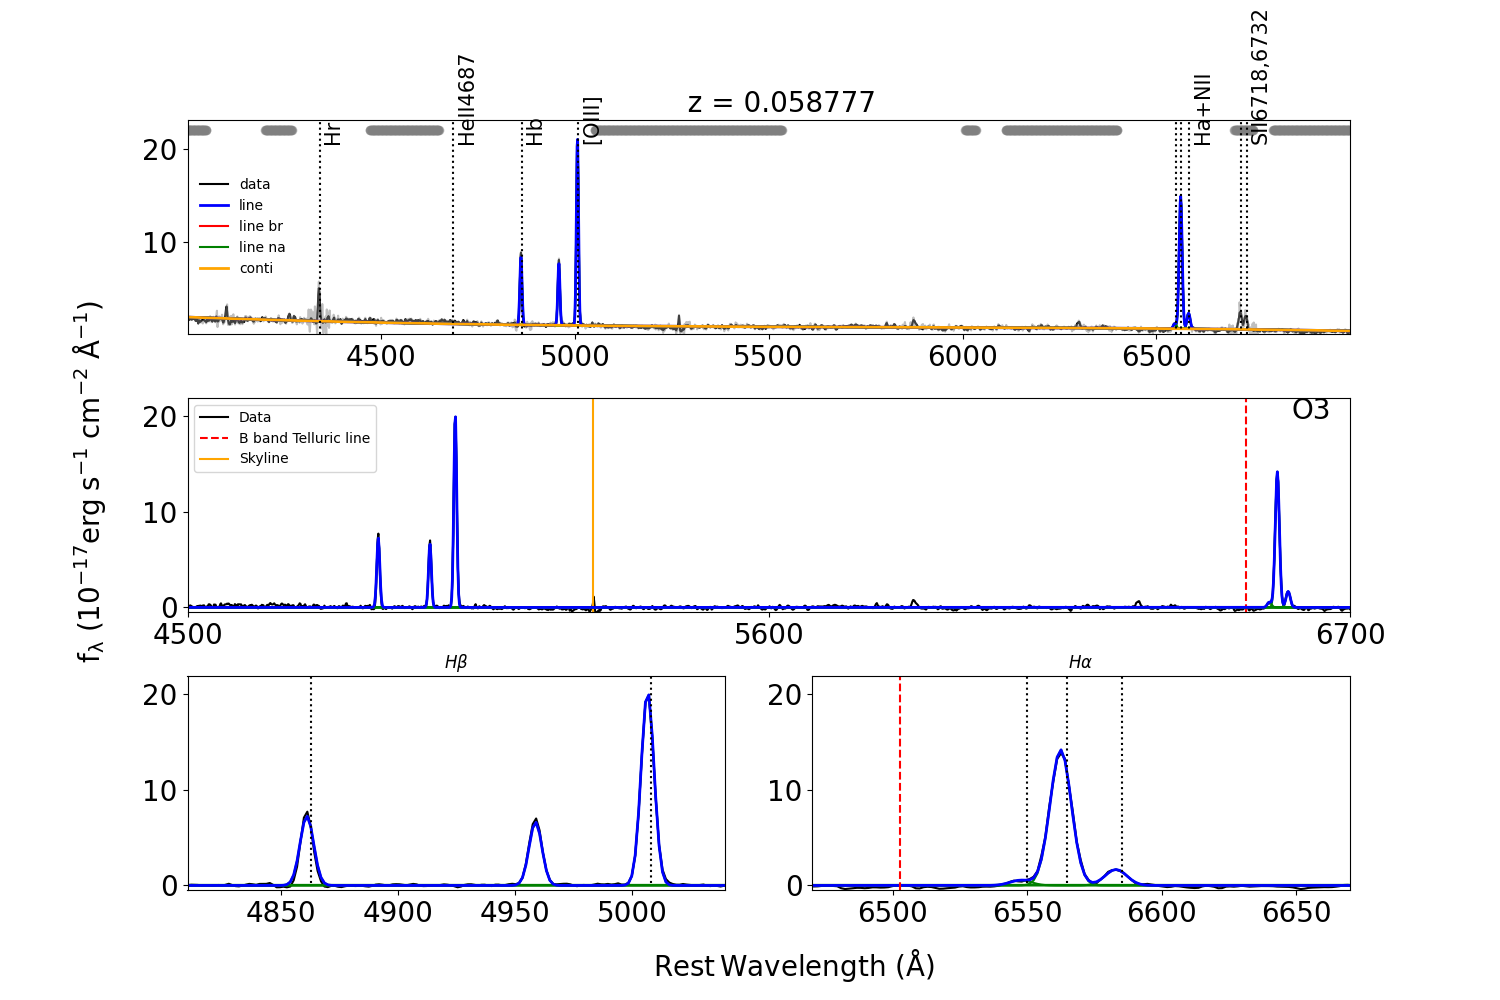 z = 0.058777
Hr
HeII4687
Hb
[OIII]
Ha+NII
SII6718,6732
20
10
data
line
line br
line na
conti
4500 5000 5500 6000 6500
fλ (10⁻¹⁷erg s⁻¹ cm⁻² Å⁻¹)
20
10
0
Data
B band Telluric line
Skyline
O3
4500 5600 6700
Hβ
20
10
0
4850 4900 4950 5000
Hα
20
10
0
6500 6550 6600 6650
Rest Wavelength (Å)